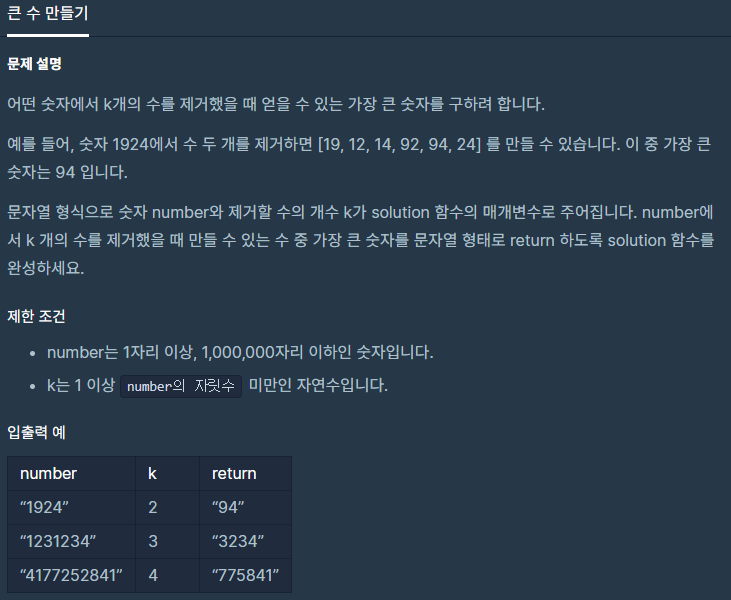 큰 수 만들기
문제 설명
어떤 숫자에서 k개의 수를 제거했을 때 얻을 수 있는 가장 큰 숫자를 구하려 합니다.
예를 들어, 숫자 1924에서 수 두 개를 제거하면 [19, 12, 14, 92, 94, 24] 를 만들 수 있습니다. 이 중 가장 큰
숫자는 94 입니다.
문자열 형식으로 숫자 number와 제거할 수의 개수 k가 solution 함수의 매개변수로 주어집니다. number에
서 k 개의 수를 제거했을 때 만들 수 있는 수 중 가장 큰 숫자를 문자열 형태로 return 하도록 solution 함수를
완성하세요.
제한 조건
• number는 1자리 이상, 1,000,000자리 이하인 숫자입니다.
• k는 1 이상 number의 자릿수 미만인 자연수입니다.
입출력 예
number k return
“1924” 2 “94”
“1231234” 3 “3234”
“4177252841” 4 “775841”